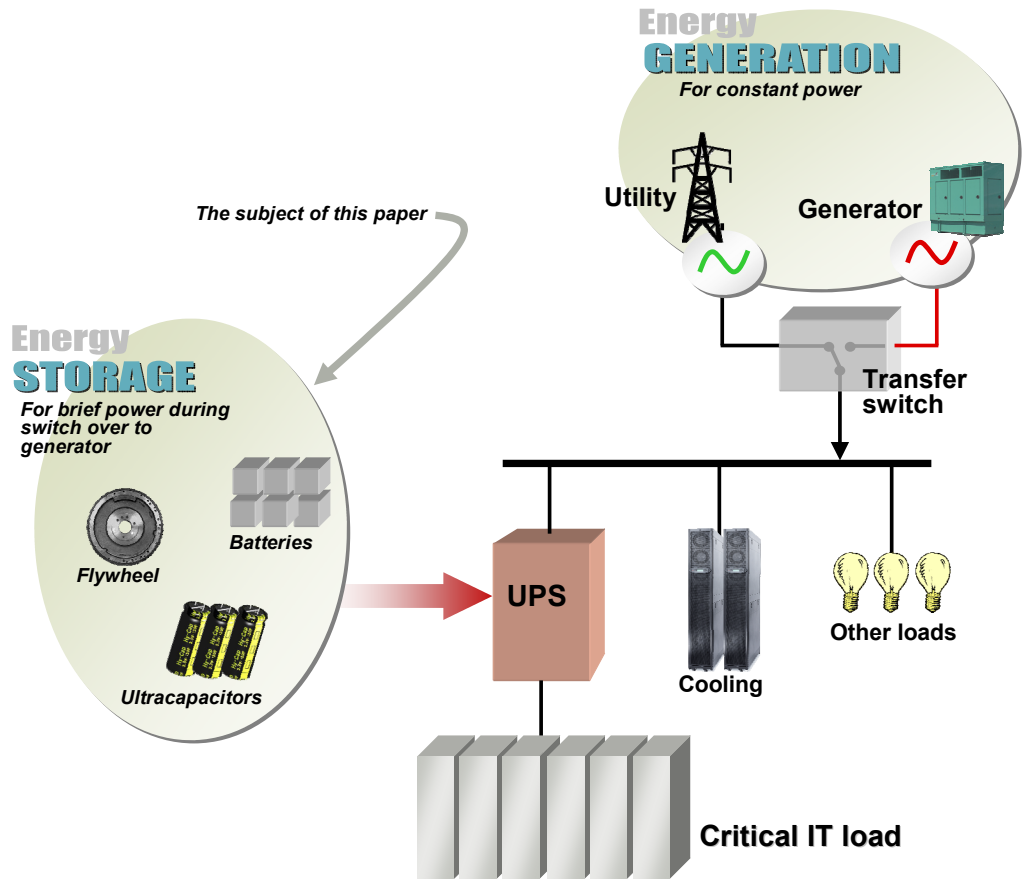 Energy
GENERATION
For constant power
Utility
Generator
The subject of this paper
Transfer
switch
Energy
STORAGE
For brief power during
switch over to
generator
Batteries
Flywheel
Ultracapacitors
UPS
Cooling
Other loads
Critical IT load